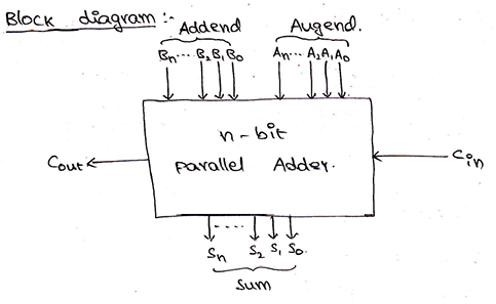 Block diagram :-
Addend Augend.
Bn... B2 B1 B0 An... A2 A1 A0
n-bit
Cout parallel Adder. Cin
Sn ..... S2 S1 S0.
Sum